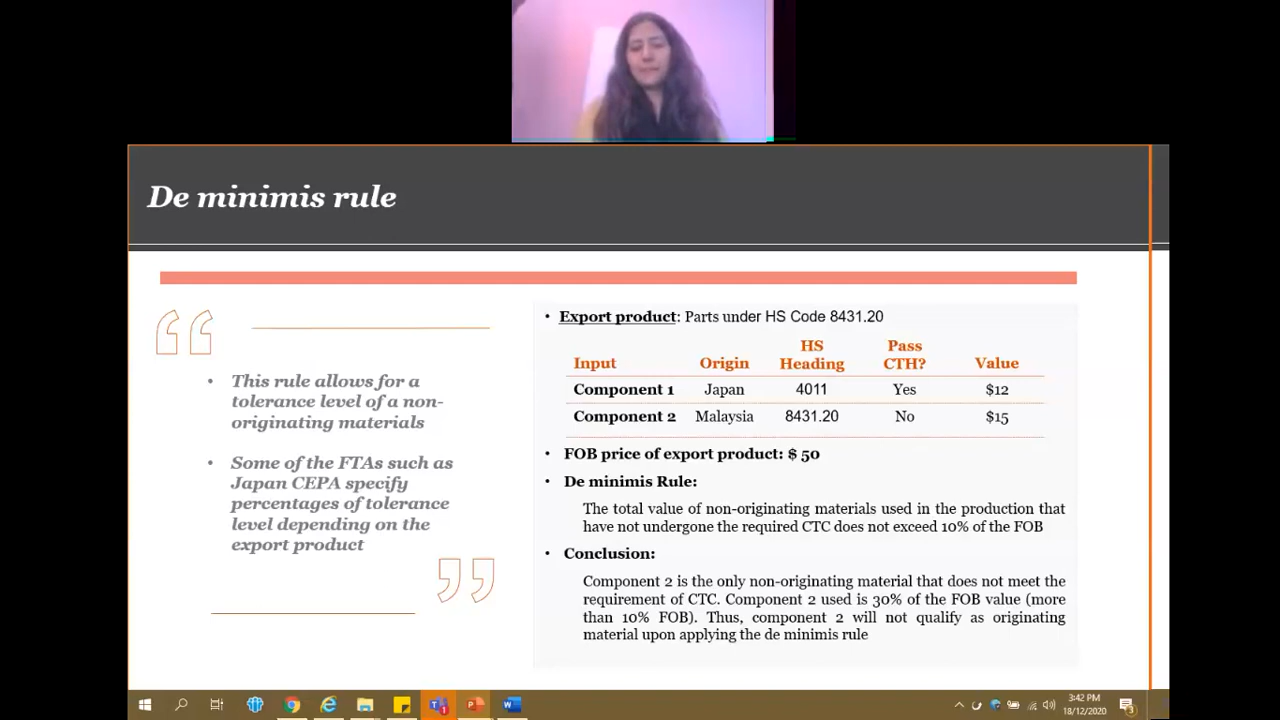 De minimis rule
This rule allows for a
tolerance level of a non-
originating materials
Some of the FTAs such as
Japan CEPA specify
percentages of tolerance
level depending on the
export product
• Export product: Parts under HS Code 8431.20
Input Origin HS Heading Pass CTH? Value
Component 1 Japan 4011 Yes $12
Component 2 Malaysia 8431.20 No $15
• FOB price of export product: $ 50
• De minimis Rule:
The total value of non-originating materials used in the production that
have not undergone the required CTC does not exceed 10% of the FOB
• Conclusion:
Component 2 is the only non-originating material that does not meet the
requirement of CTC. Component 2 used is 30% of the FOB value (more
than 10% FOB). Thus, component 2 will not qualify as originating
material upon applying the de minimis rule
3:42 PM
18/12/2020